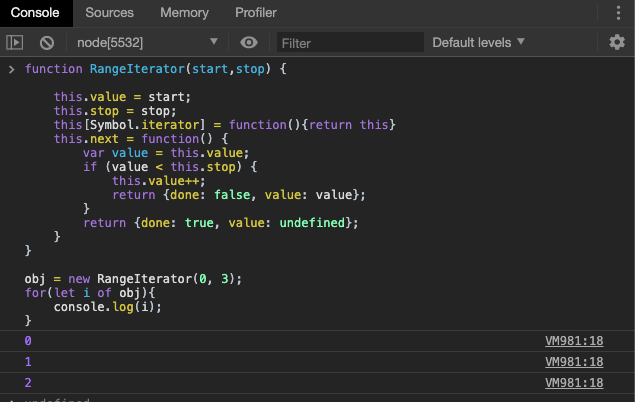 Console Sources Memory Profiler
node[5532] Filter Default levels
function RangeIterator(start,stop) {
this.value = start;
this.stop = stop;
this[Symbol.iterator] = function(){return this}
this.next = function() {
var value = this.value;
if (value < this.stop) {
this.value++;
return {done: false, value: value};
}
return {done: true, value: undefined};
}
}
obj = new RangeIterator(0, 3);
for(let i of obj){
console.log(i);
}
0 VM981:18
1 VM981:18
2 VM981:18
undefined